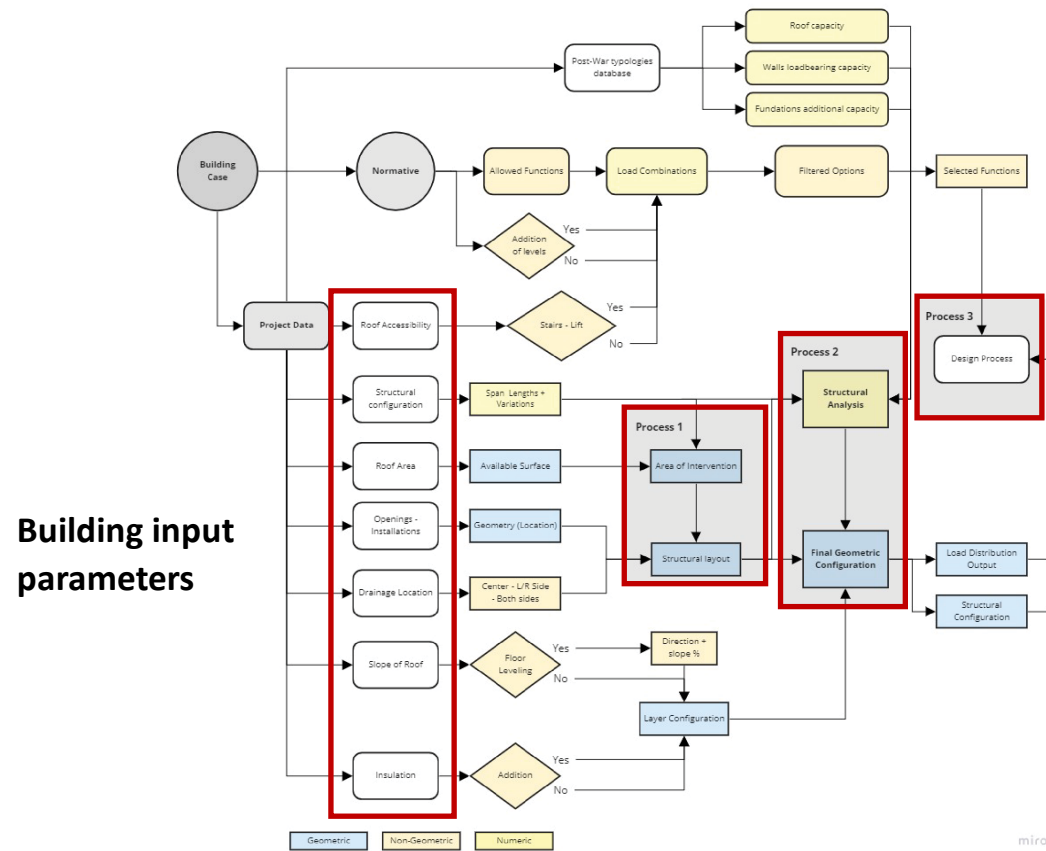 Roof capacity
Post-War typologies
database
Walls loadbearing capacity
Fundations additional capacity
Building
Case
Normative
Allowed Functions
Load Combinations
Filtered Options
Selected Functions
Addition
of levels
Yes
No
Project Data
Roof Accessibility
Stairs - Lift
Yes
No
Process 3
Design Process
Process 2
Structural
Analysis
Structural
configuration
Span Lengths +
Variations
Process 1
Area of Intervention
Roof Area
Available Surface
Building input
parameters
Openings -
Installations
Geometry (Location)
Structural layout
Final Geometric
Configuration
Load Distribution
Output
Drainage Location
Center - L/R Side
- Both sides
Structural
Configuration
Slope of Roof
Floor
Leveling
Yes
No
Direction +
slope %
Layer Configuration
Insulation
Addition
Yes
No
Geometric
Non-Geometric
Numeric
miro